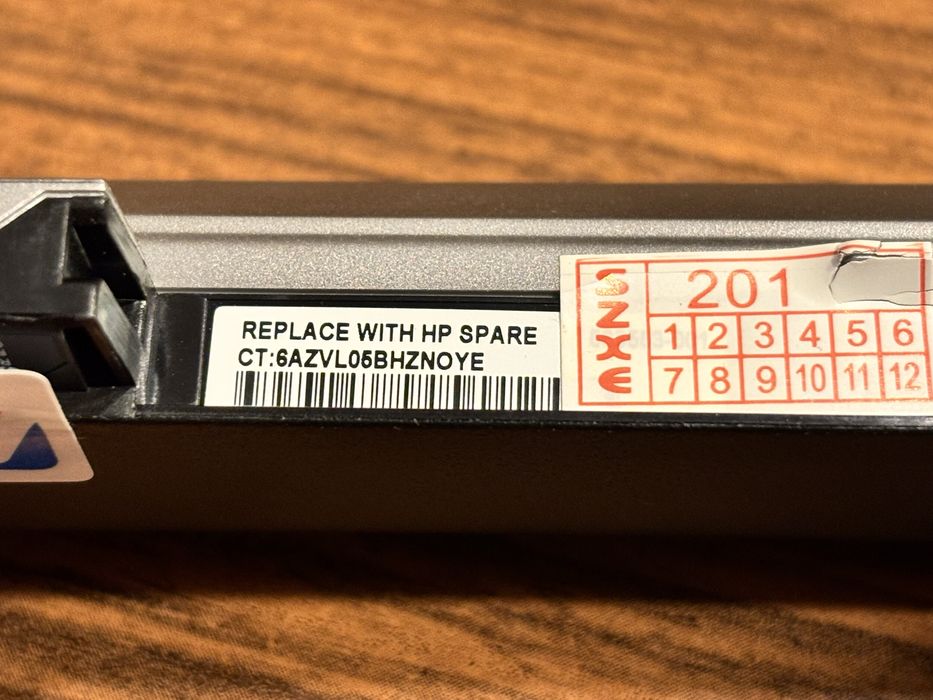 REPLACE WITH HP SPARE
CT:6AZVL05BHZNOYE
201
1 2 3 4 5 6
7 8 9 10 11 12